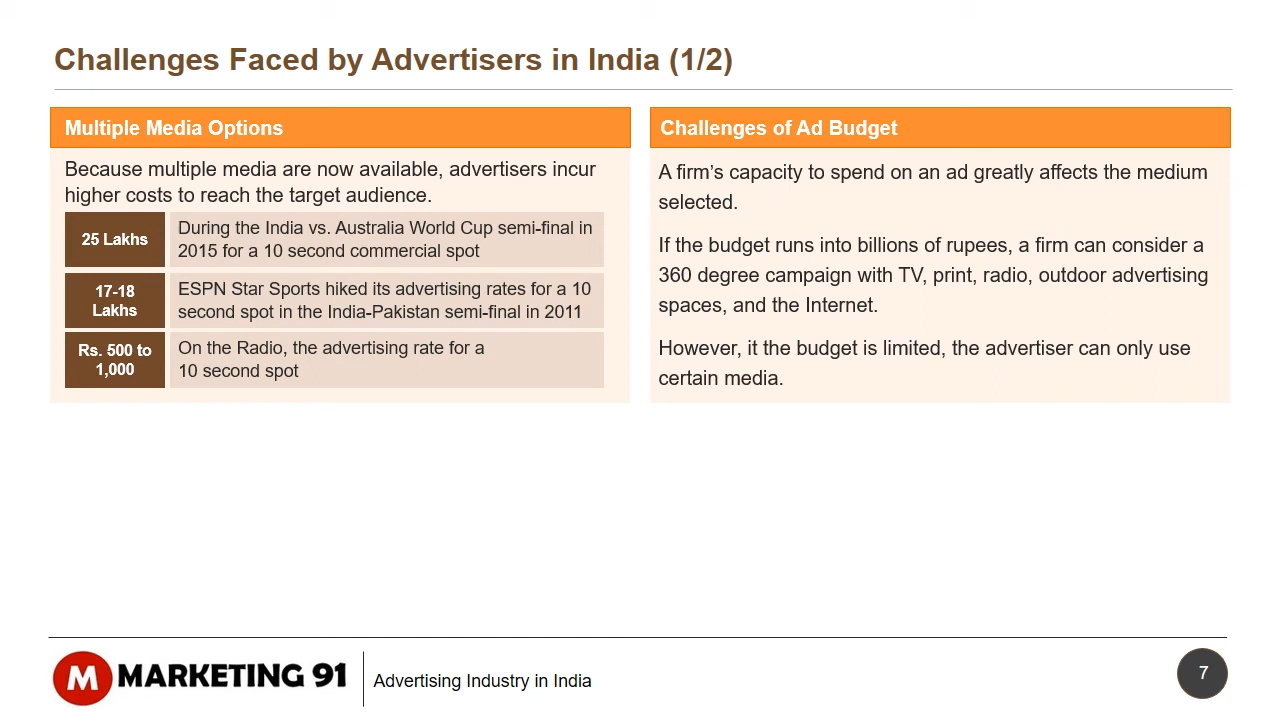 Challenges Faced by Advertisers in India (1/2)
Multiple Media Options
Because multiple media are now available, advertisers incur
higher costs to reach the target audience.
25 Lakhs
During the India vs. Australia World Cup semi-final in
2015 for a 10 second commercial spot
17-18
Lakhs
ESPN Star Sports hiked its advertising rates for a 10
second spot in the India-Pakistan semi-final in 2011
Rs. 500 to
1,000
On the Radio, the advertising rate for a
10 second spot
Challenges of Ad Budget
A firm’s capacity to spend on an ad greatly affects the medium
selected.
If the budget runs into billions of rupees, a firm can consider a
360 degree campaign with TV, print, radio, outdoor advertising
spaces, and the Internet.
However, it the budget is limited, the advertiser can only use
certain media.
M MARKETING 91
Advertising Industry in India
7